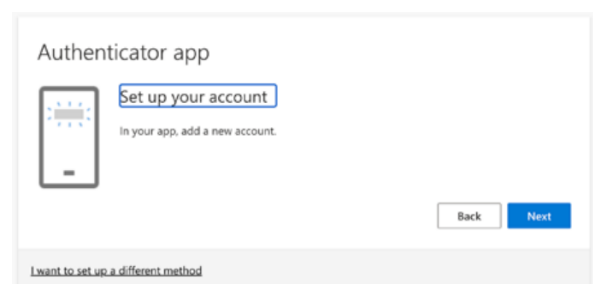 Authenticator app
Set up your account
In your app, add a new account.
Back
Next
I want to set up a different method